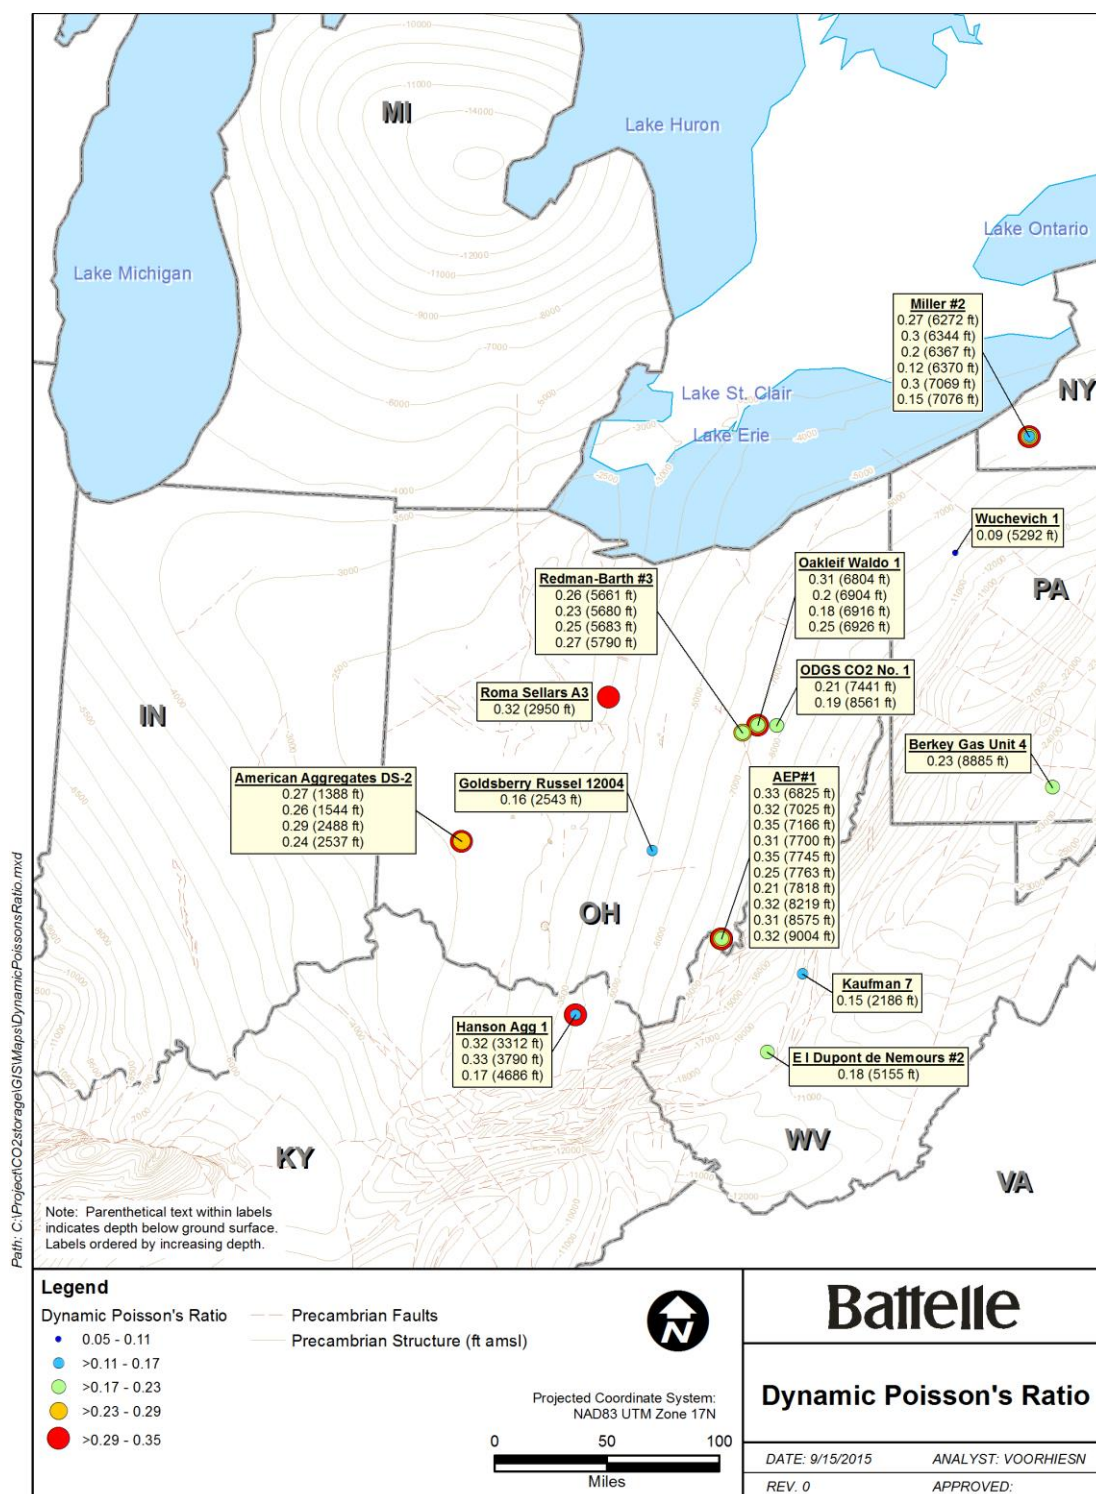 MI
Lake Huron
Lake Ontario
Lake Michigan
Miller #2
0.27 (6272 ft)
0.3 (6344 ft)
0.2 (6367 ft)
0.12 (6370 ft)
0.3 (7069 ft)
0.15 (7076 ft)
NY
Lake St. Clair
Lake Erie
Wuchevich 1
0.09 (5292 ft)
PA
Redman-Barth #3
0.26 (5661 ft)
0.23 (5680 ft)
0.25 (5683 ft)
0.27 (5790 ft)
Oakleif Waldo 1
0.31 (6804 ft)
0.2 (6904 ft)
0.18 (6916 ft)
0.25 (6926 ft)
ODGS CO2 No. 1
0.21 (7441 ft)
0.19 (8561 ft)
Roma Sellars A3
0.32 (2950 ft)
IN
Berkey Gas Unit 4
0.23 (8885 ft)
American Aggregates DS-2
0.27 (1388 ft)
0.26 (1544 ft)
0.29 (2488 ft)
0.24 (2537 ft)
Goldsberry Russel 12004
0.16 (2543 ft)
AEP#1
0.33 (6825 ft)
0.32 (7025 ft)
0.35 (7166 ft)
0.31 (7700 ft)
0.35 (7745 ft)
0.25 (7763 ft)
0.21 (7818 ft)
0.32 (8219 ft)
0.31 (8575 ft)
0.32 (9004 ft)
OH
Kaufman 7
0.15 (2186 ft)
Hanson Agg 1
0.32 (3312 ft)
0.33 (3790 ft)
0.17 (4686 ft)
E I Dupont de Nemours #2
0.18 (5155 ft)
WV
KY
VA
-10000
-11000
-14000
-12000
-11000
-9000
-8000
-7000
-6000
Note: Parenthetical text within labels
indicates depth below ground surface.
Labels ordered by increasing depth.
Path: C:\Project\CO2storage\GIS\Maps\DynamicPoissonsRatio.mxd
Legend
Dynamic Poisson's Ratio
0.05 - 0.11
>0.11 - 0.17
>0.17 - 0.23
>0.23 - 0.29
>0.29 - 0.35
Precambrian Faults
Precambrian Structure (ft amsl)
N
Projected Coordinate System:
NAD83 UTM Zone 17N
0 50 100
Miles
Battelle
Dynamic Poisson's Ratio
DATE: 9/15/2015 ANALYST: VOORHIESN
REV. 0 APPROVED: